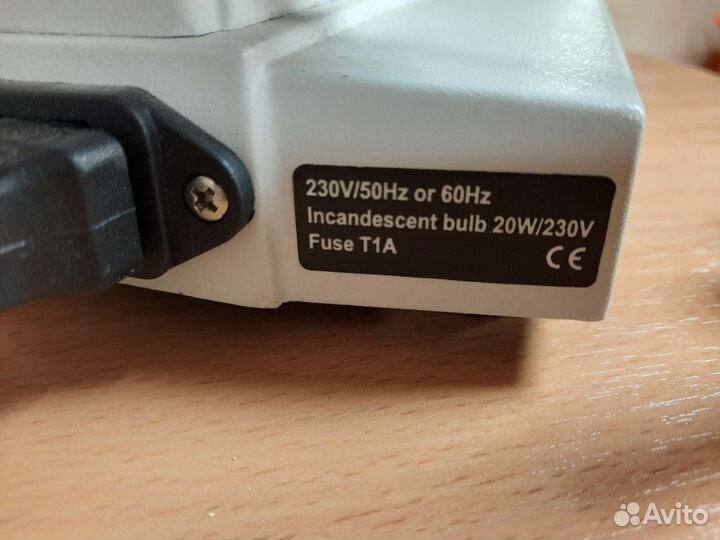 230V/50Hz or 60Hz
Incandescent bulb 20W/230V
Fuse T1A
CE
Avito